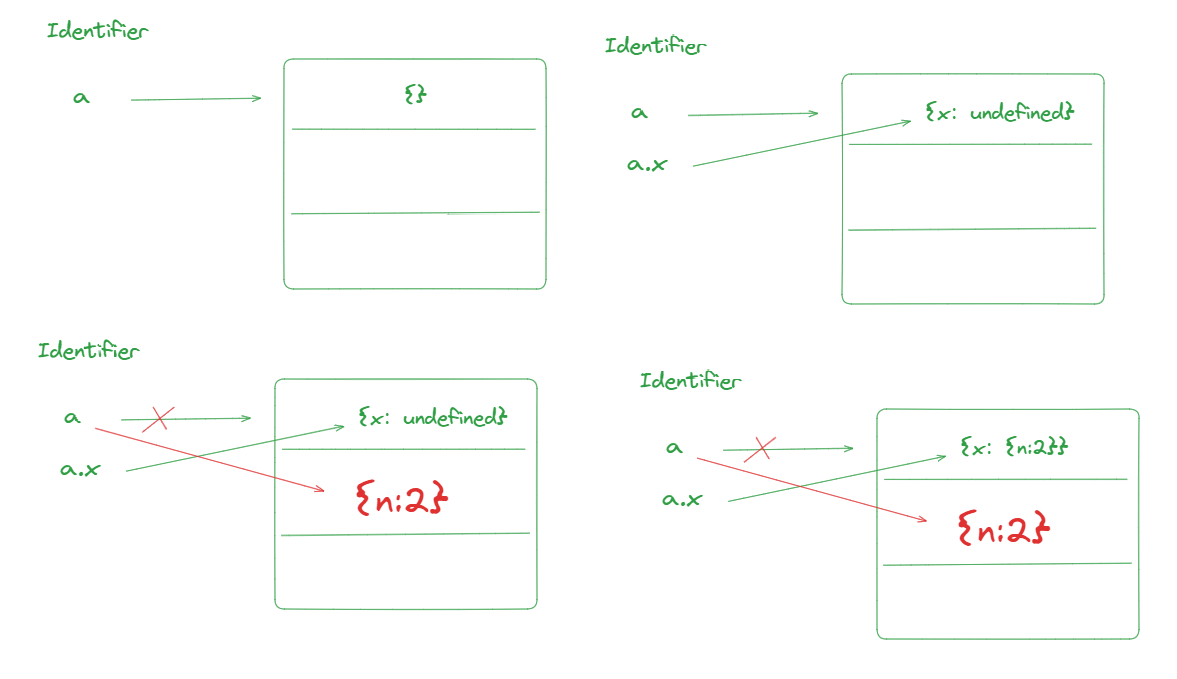 Identifier
a
{}
Identifier
a
{x: undefined}
a.x
Identifier
a
{x: undefined}
a.x
{n:2}
Identifier
a
{x: {n:2}}
a.x
{n:2}